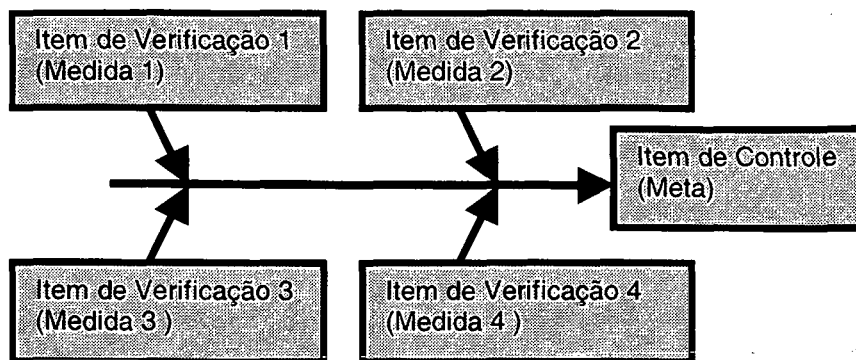 Item de Verificação 1
(Medida 1)
Item de Verificação 2
(Medida 2)
Item de Controle
(Meta)
Item de Verificação 3
(Medida 3 )
Item de Verificação 4
(Medida 4 )